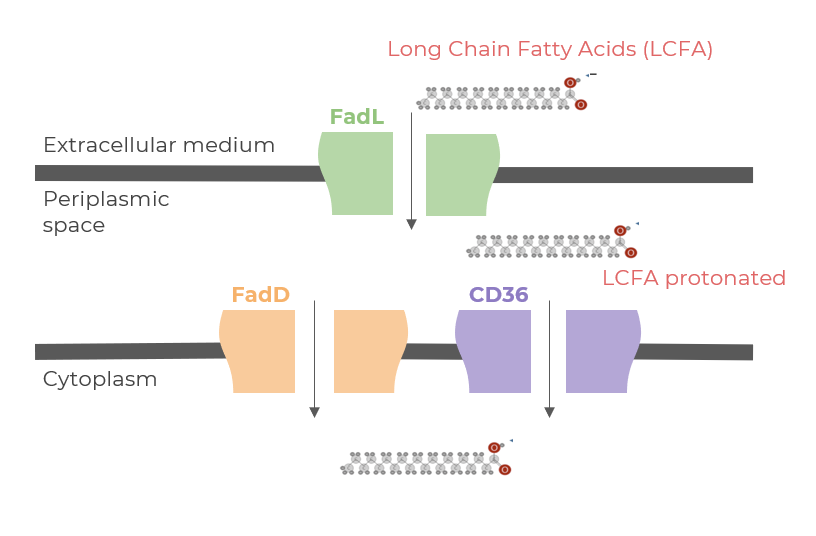 Long Chain Fatty Acids (LCFA)
FadL
Extracellular medium
Periplasmic
space
LCFA protonated
FadD
CD36
Cytoplasm